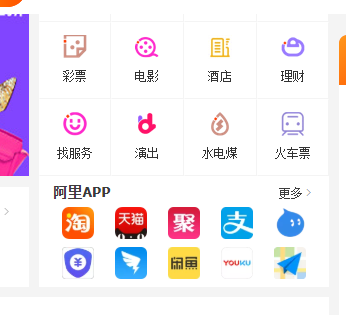 彩票 电影 酒店 理财
找服务 演出 水电煤 火车票
阿里APP 更多
淘 天猫 聚 支
¥ 闲鱼 YOUKU